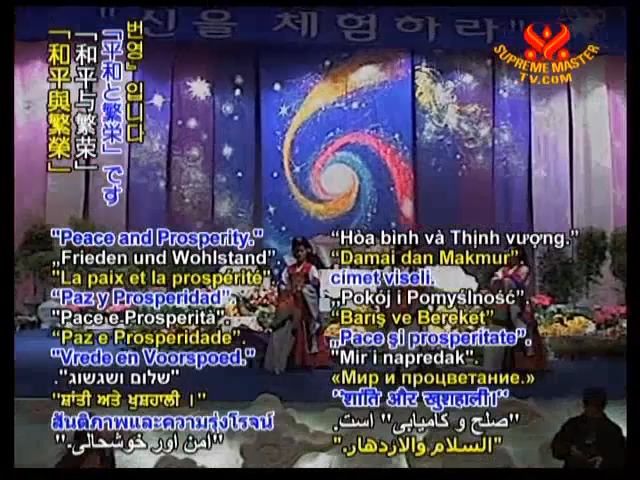 "신을 체험하라"
SUPREME MASTER
TV.COM
번영』입니다
『平和と繁栄』です
「和平与繁荣」
「和平與繁榮」
"Peace and Prosperity."
„Frieden und Wohlstand".
"La paix et la prospérité".
"Paz y Prosperidad".
"Pace e Prosperità".
"Paz e Prosperidade".
"Vrede en Voorspoed."
"שלום ושגשוג".
"ਸ਼ਾਂਤੀ ਅਤੇ ਖੁਸ਼ਹਾਲੀ ।"
สันติภาพและความรุ่งโรจน์
"امن اور خوشحالی."
"Hòa bình và Thịnh vượng."
"Damai dan Makmur".
címet viseli.
„Pokój i Pomyślność".
"Barış ve Bereket"
„Pace şi prosperitate".
"Mir i napredak".
«Мир и процветание.»
"शांति और खुशहाली।"
"صلح و کامیابی" است.
"السلام والازدهار."